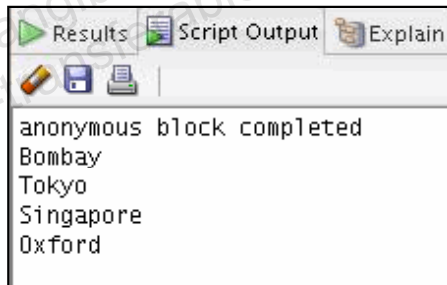 Results Script Output Explain
anonymous block completed
Bombay
Tokyo
Singapore
Oxford